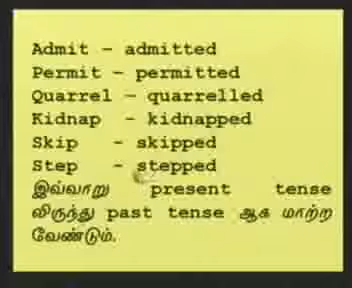 Admit – admitted
Permit – permitted
Quarrel – quarrelled
Kidnap - kidnapped
Skip - skipped
Step - stepped
இவ்வாறு present tense
லிருந்து past tense ஆக மாற்ற
வேண்டும்.